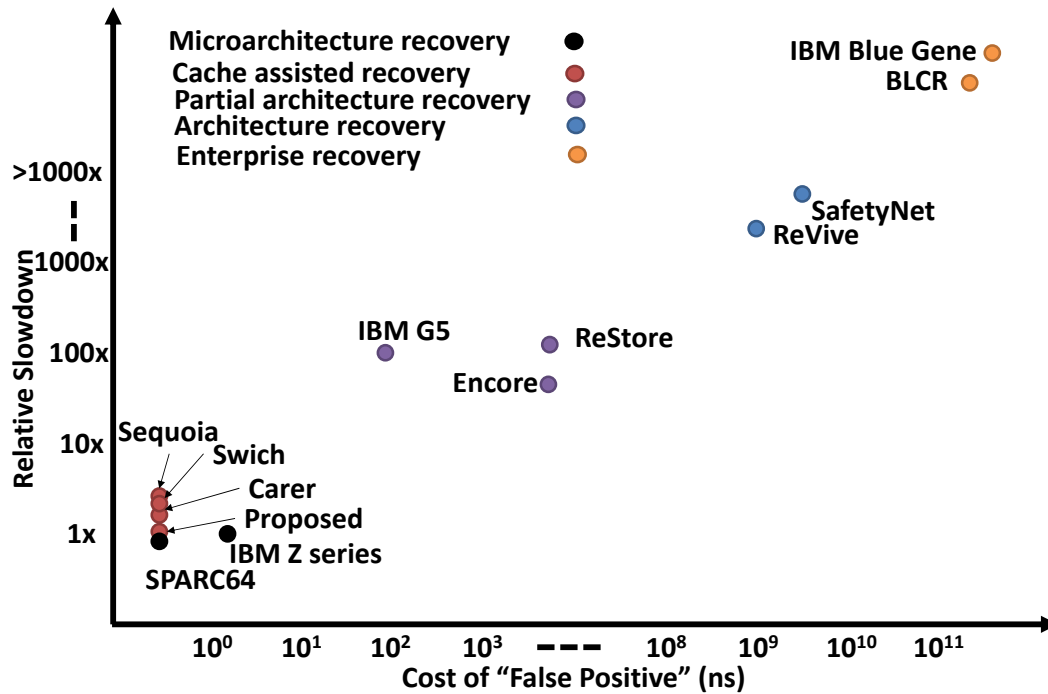 Microarchitecture recovery
Cache assisted recovery
Partial architecture recovery
Architecture recovery
Enterprise recovery
IBM Blue Gene
BLCR
SafetyNet
ReVive
IBM G5
ReStore
Encore
Sequoia
Swich
Carer
Proposed
IBM Z series
SPARC64
Relative Slowdown
>1000x
1000x
100x
10x
1x
10⁰ 10¹ 10² 10³ 10⁸ 10⁹ 10¹⁰ 10¹¹
Cost of “False Positive” (ns)